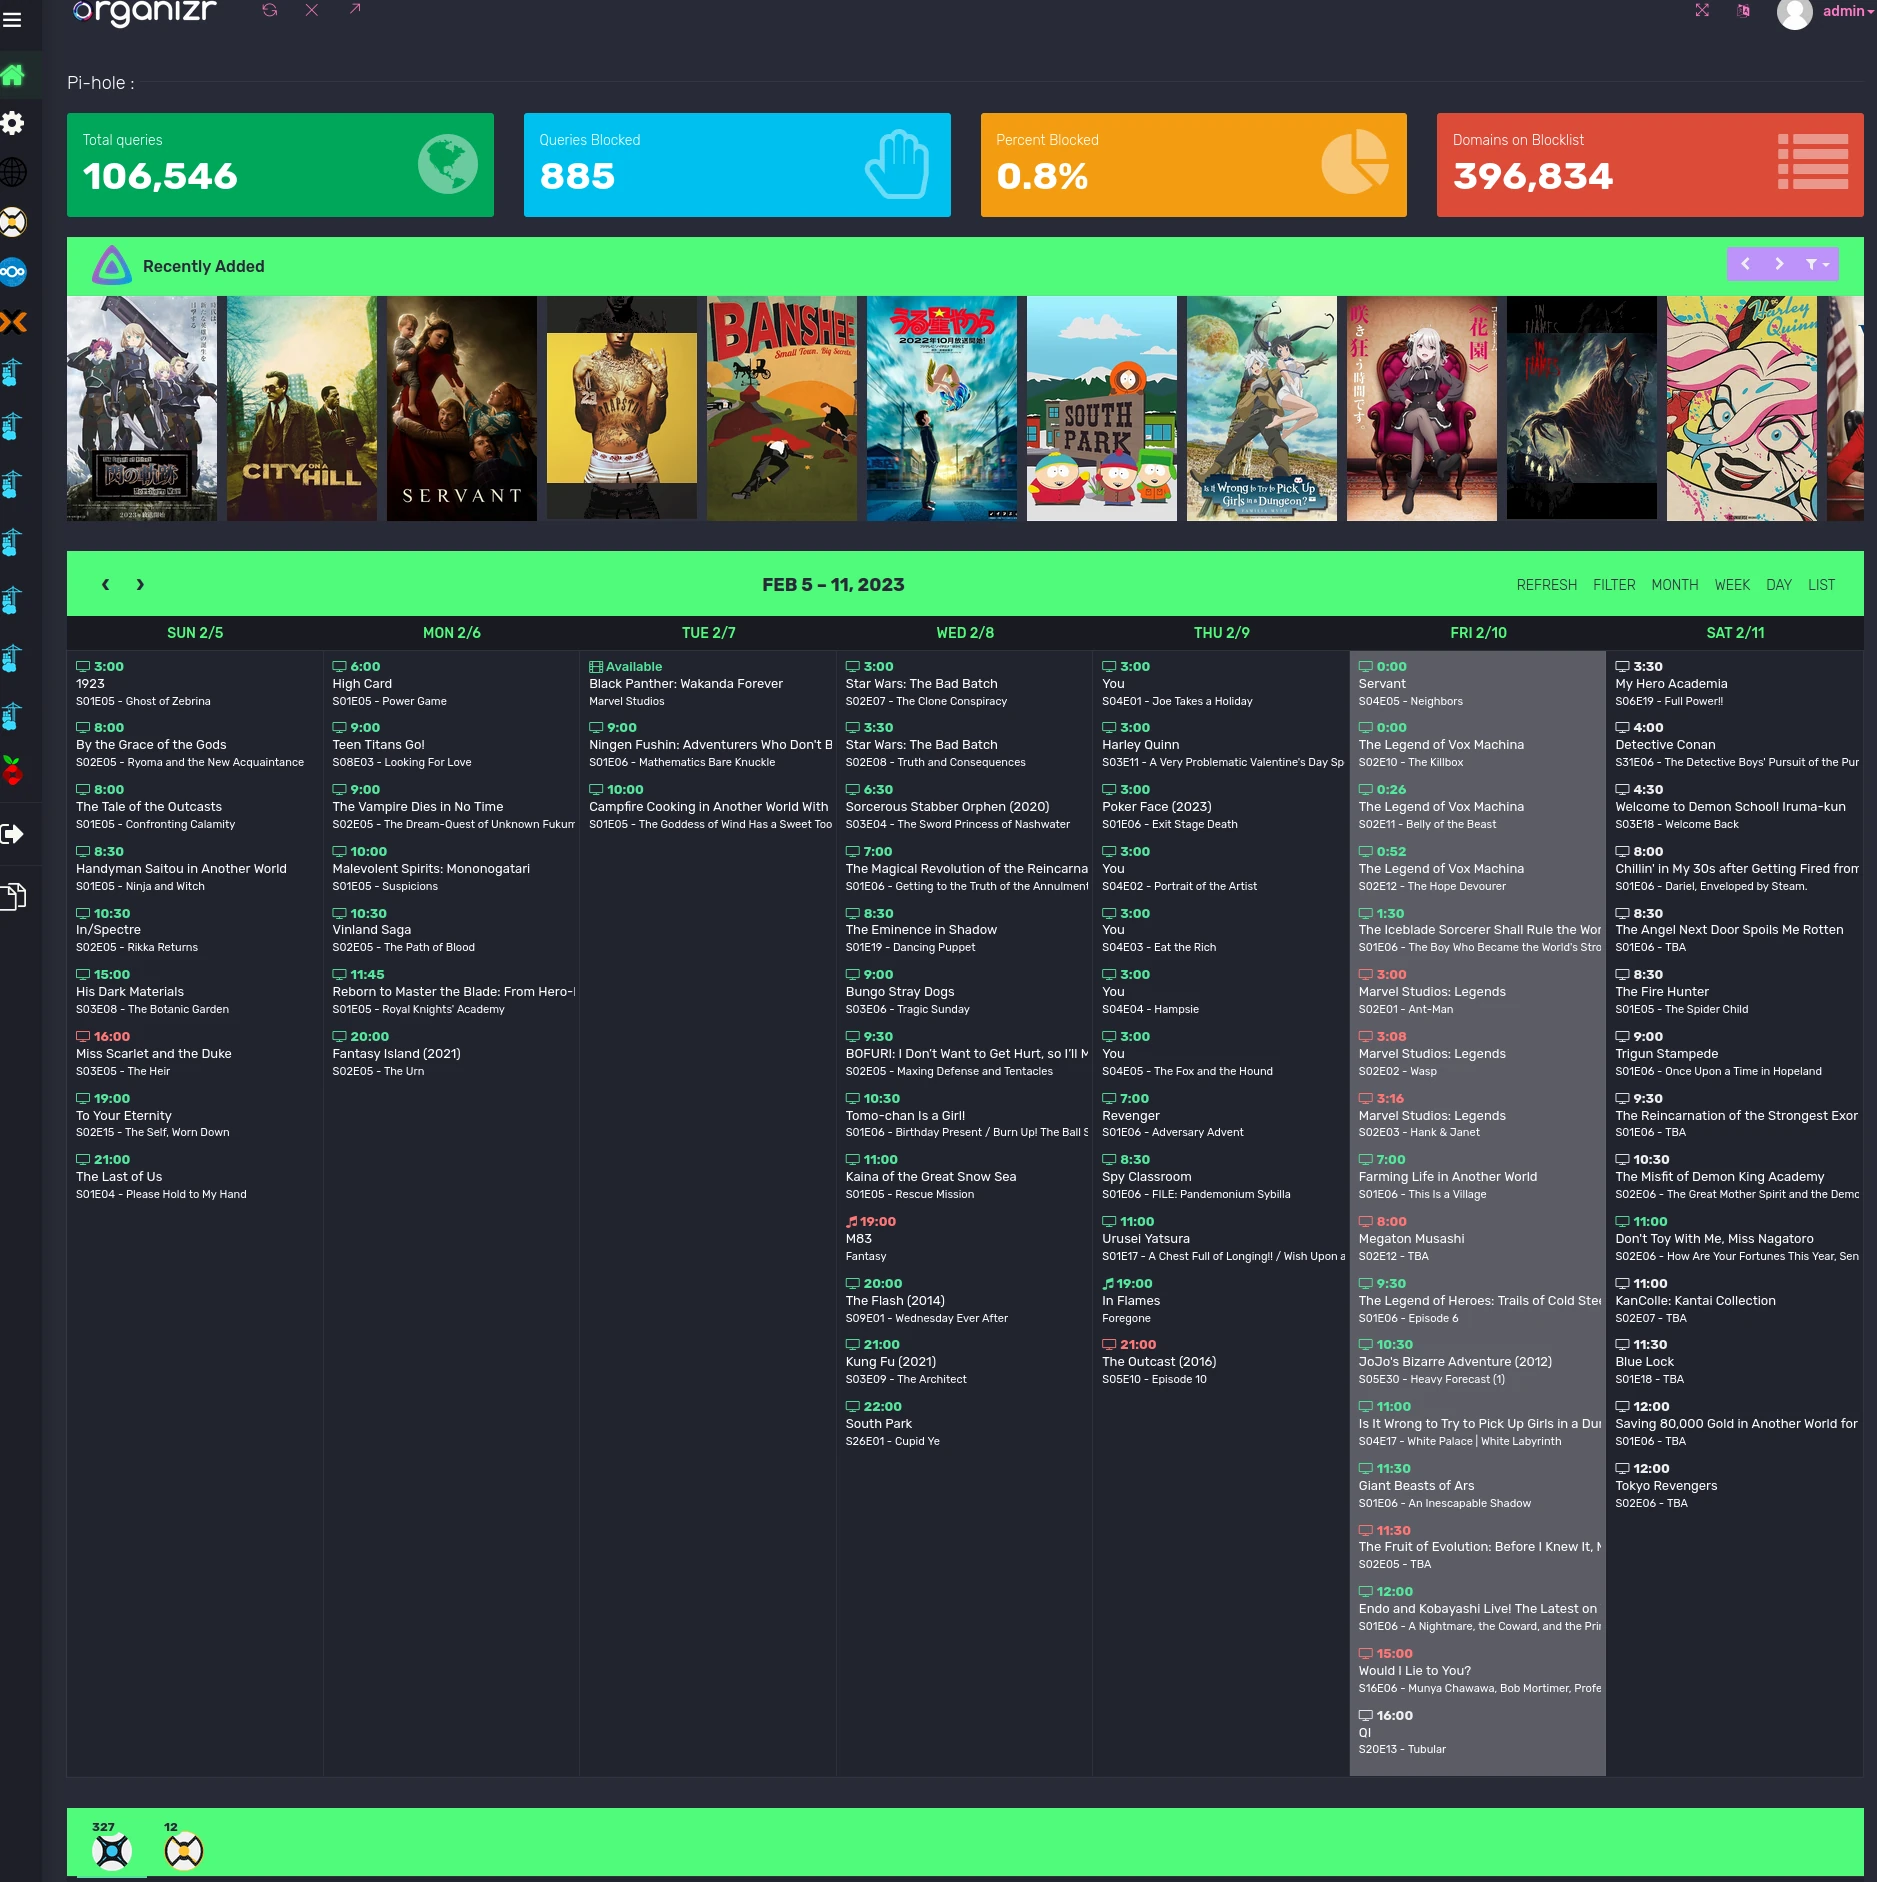 organizr
admin
Pi-hole :
Total queries
106,546
Queries Blocked
885
Percent Blocked
0.8%
Domains on Blocklist
396,834
Recently Added
閃の軌跡
CITY ON A HILL
SERVANT
BANSHEE
Small Town. Big Secrets.
うる星やつら
2022年10月放送開始!
SOUTH
PARK
Is It Wrong to Try to Pick Up
Girls in a Dungeon?
花園
咲き狂う時間です。
IN FLAMES
Harley
Quinn
FEB 5 – 11, 2023
REFRESH FILTER MONTH WEEK DAY LIST
SUN 2/5
3:00
1923
S01E05 - Ghost of Zebrina
8:00
By the Grace of the Gods
S02E05 - Ryoma and the New Acquaintance
8:00
The Tale of the Outcasts
S01E05 - Confronting Calamity
8:30
Handyman Saitou in Another World
S01E05 - Ninja and Witch
10:30
In/Spectre
S02E05 - Rikka Returns
15:00
His Dark Materials
S03E08 - The Botanic Garden
16:00
Miss Scarlet and the Duke
S03E05 - The Heir
19:00
To Your Eternity
S02E15 - The Self, Worn Down
21:00
The Last of Us
S01E04 - Please Hold to My Hand
MON 2/6
6:00
High Card
S01E05 - Power Game
9:00
Teen Titans Go!
S08E03 - Looking For Love
9:00
The Vampire Dies in No Time
S02E05 - The Dream-Quest of Unknown Fukum
10:00
Malevolent Spirits: Mononogatari
S01E05 - Suspicions
10:30
Vinland Saga
S02E05 - The Path of Blood
11:45
Reborn to Master the Blade: From Hero-
S01E05 - Royal Knights' Academy
20:00
Fantasy Island (2021)
S02E05 - The Urn
TUE 2/7
Available
Black Panther: Wakanda Forever
Marvel Studios
9:00
Ningen Fushin: Adventurers Who Don't B
S01E06 - Mathematics Bare Knuckle
10:00
Campfire Cooking in Another World With
S01E05 - The Goddess of Wind Has a Sweet Too
WED 2/8
3:00
Star Wars: The Bad Batch
S02E07 - The Clone Conspiracy
3:30
Star Wars: The Bad Batch
S02E08 - Truth and Consequences
6:30
Sorcerous Stabber Orphen (2020)
S03E04 - The Sword Princess of Nashwater
7:00
The Magical Revolution of the Reincarna
S01E06 - Getting to the Truth of the Annulment
8:30
The Eminence in Shadow
S01E19 - Dancing Puppet
9:00
Bungo Stray Dogs
S03E06 - Tragic Sunday
9:30
BOFURI: I Don't Want to Get Hurt, so I'll M
S02E05 - Maxing Defense and Tentacles
10:30
Tomo-chan Is a Girl!
S01E06 - Birthday Present / Burn Up! The Ball S
11:00
Kaina of the Great Snow Sea
S01E05 - Rescue Mission
19:00
M83
Fantasy
20:00
The Flash (2014)
S09E01 - Wednesday Ever After
21:00
Kung Fu (2021)
S03E09 - The Architect
22:00
South Park
S26E01 - Cupid Ye
THU 2/9
3:00
You
S04E01 - Joe Takes a Holiday
3:00
Harley Quinn
S03E11 - A Very Problematic Valentine's Day Sp
3:00
Poker Face (2023)
S01E06 - Exit Stage Death
3:00
You
S04E02 - Portrait of the Artist
3:00
You
S04E03 - Eat the Rich
3:00
You
S04E04 - Hampsie
3:00
You
S04E05 - The Fox and the Hound
7:00
Revenger
S01E06 - Adversary Advent
8:30
Spy Classroom
S01E06 - FILE: Pandemonium Sybilla
11:00
Urusei Yatsura
S01E17 - A Chest Full of Longing!! / Wish Upon a
19:00
In Flames
Foregone
21:00
The Outcast (2016)
S05E10 - Episode 10
FRI 2/10
0:00
Servant
S04E05 - Neighbors
0:00
The Legend of Vox Machina
S02E10 - The Killbox
0:26
The Legend of Vox Machina
S02E11 - Belly of the Beast
0:52
The Legend of Vox Machina
S02E12 - The Hope Devourer
1:30
The Iceblade Sorcerer Shall Rule the Wor
S01E06 - The Boy Who Became the World's Stro
3:00
Marvel Studios: Legends
S02E01 - Ant-Man
3:08
Marvel Studios: Legends
S02E02 - Wasp
3:16
Marvel Studios: Legends
S02E03 - Hank & Janet
7:00
Farming Life in Another World
S01E06 - This Is a Village
8:00
Megaton Musashi
S02E12 - TBA
9:30
The Legend of Heroes: Trails of Cold Stee
S01E06 - Episode 6
10:30
JoJo's Bizarre Adventure (2012)
S05E30 - Heavy Forecast (1)
11:00
Is It Wrong to Try to Pick Up Girls in a Dun
S04E17 - White Palace | White Labyrinth
11:30
Giant Beasts of Ars
S01E06 - An Inescapable Shadow
11:30
The Fruit of Evolution: Before I Knew It, M
S02E05 - TBA
12:00
Endo and Kobayashi Live! The Latest on
S01E06 - A Nightmare, the Coward, and the Prin
15:00
Would I Lie to You?
S16E06 - Munya Chawawa, Bob Mortimer, Profe
16:00
QI
S20E13 - Tubular
SAT 2/11
3:30
My Hero Academia
S06E19 - Full Power!!
4:00
Detective Conan
S31E06 - The Detective Boys' Pursuit of the Pur
4:30
Welcome to Demon School! Iruma-kun
S03E18 - Welcome Back
8:00
Chillin' in My 30s after Getting Fired from
S01E06 - Dariel, Enveloped by Steam.
8:30
The Angel Next Door Spoils Me Rotten
S01E06 - TBA
8:30
The Fire Hunter
S01E05 - The Spider Child
9:00
Trigun Stampede
S01E06 - Once Upon a Time in Hopeland
9:30
The Reincarnation of the Strongest Exor
S01E06 - TBA
10:30
The Misfit of Demon King Academy
S02E06 - The Great Mother Spirit and the Demo
11:00
Don't Toy With Me, Miss Nagatoro
S02E06 - How Are Your Fortunes This Year, Sen
11:00
KanColle: Kantai Collection
S02E07 - TBA
11:30
Blue Lock
S01E18 - TBA
12:00
Saving 80,000 Gold in Another World for
S01E06 - TBA
12:00
Tokyo Revengers
S02E06 - TBA
327
12